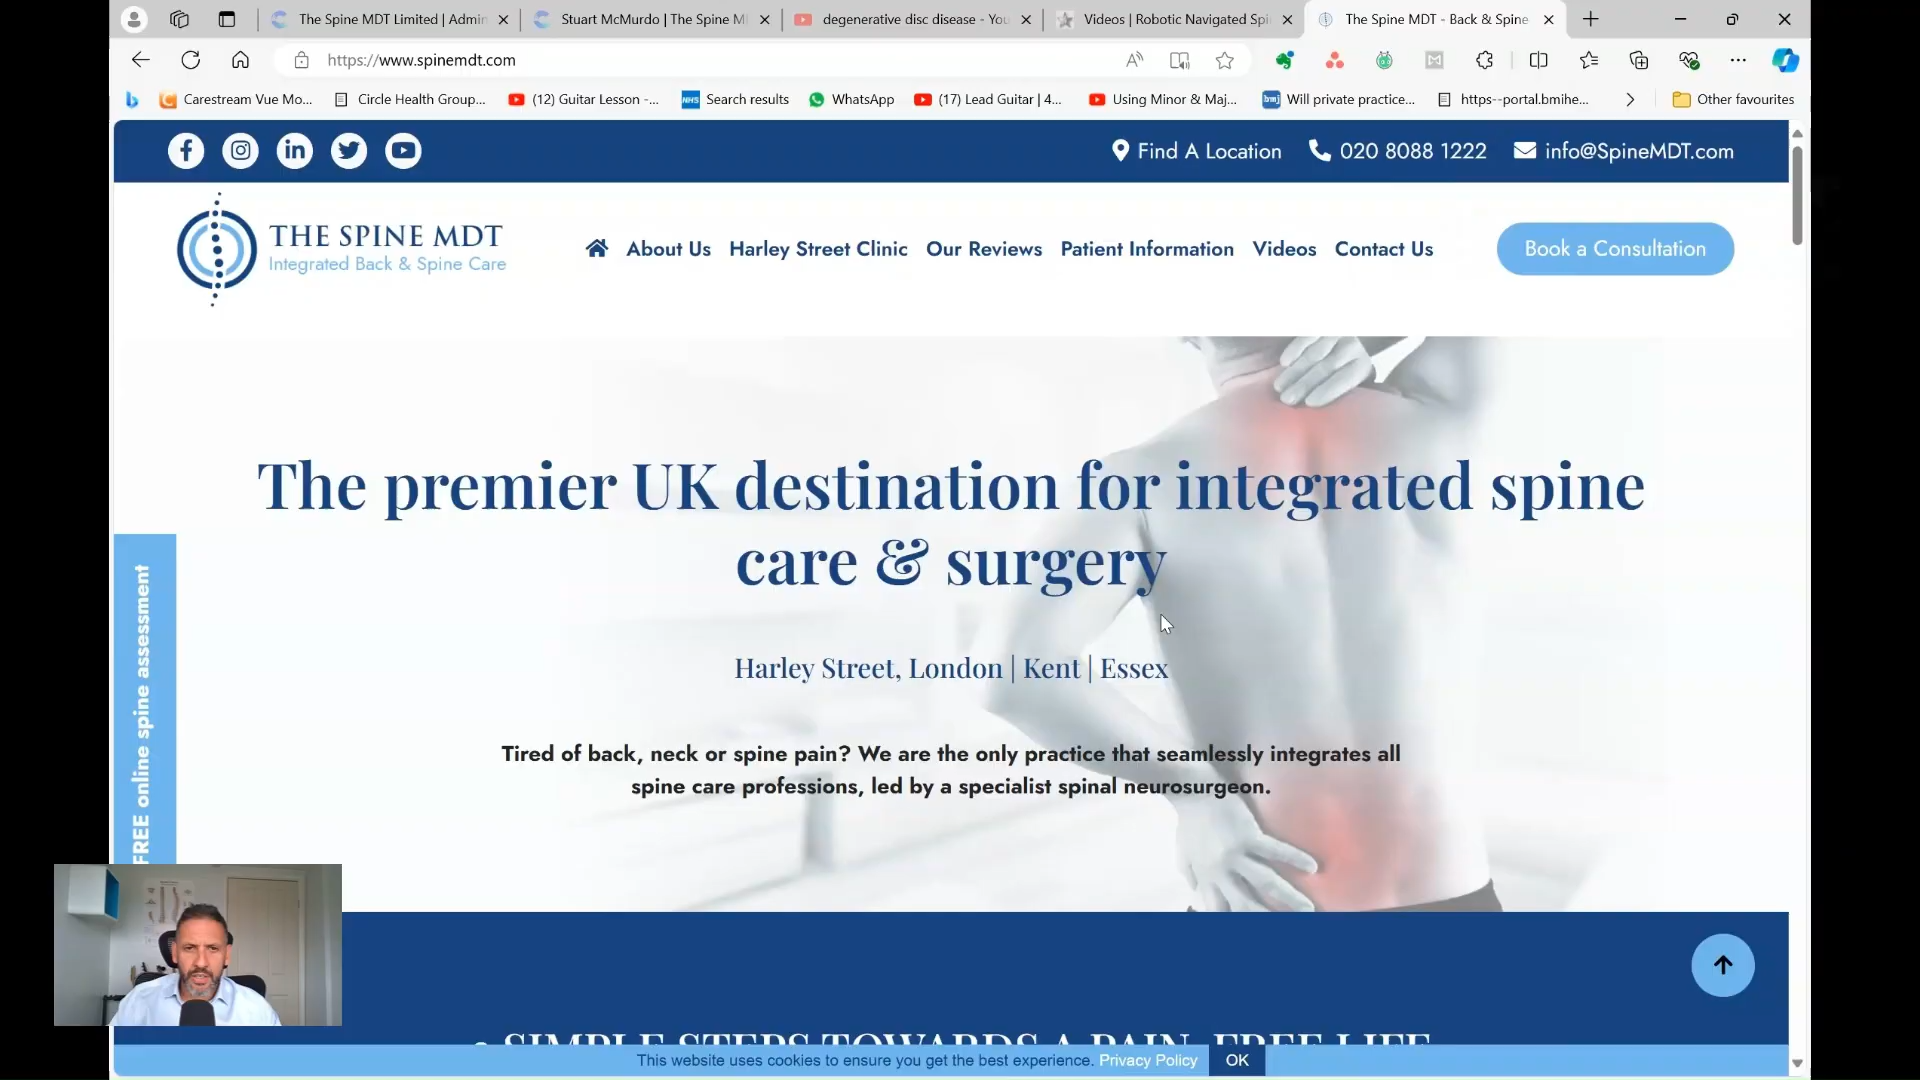 The Spine MDT Limited | Admin
Stuart McMurdo | The Spine M
degenerative disc disease - You
Videos | Robotic Navigated Spi
The Spine MDT - Back & Spine
https://www.spinemdt.com
Carestream Vue Mo...
Circle Health Group...
(12) Guitar Lesson -...
NHS
Search results
WhatsApp
(17) Lead Guitar | 4...
Using Minor & Maj...
bmj
Will private practice...
https--portal.bmihe...
Other favourites
Find A Location
020 8088 1222
info@SpineMDT.com
THE SPINE MDT
Integrated Back & Spine Care
About Us
Harley Street Clinic
Our Reviews
Patient Information
Videos
Contact Us
Book a Consultation
The premier UK destination for integrated spine
care & surgery
Harley Street, London | Kent | Essex
Tired of back, neck or spine pain? We are the only practice that seamlessly integrates all
spine care professions, led by a specialist spinal neurosurgeon.
FREE online spine assessment
SIMPLE STEPS TOWARDS A PAIN-FREE LIFE
This website uses cookies to ensure you get the best experience. Privacy Policy
OK